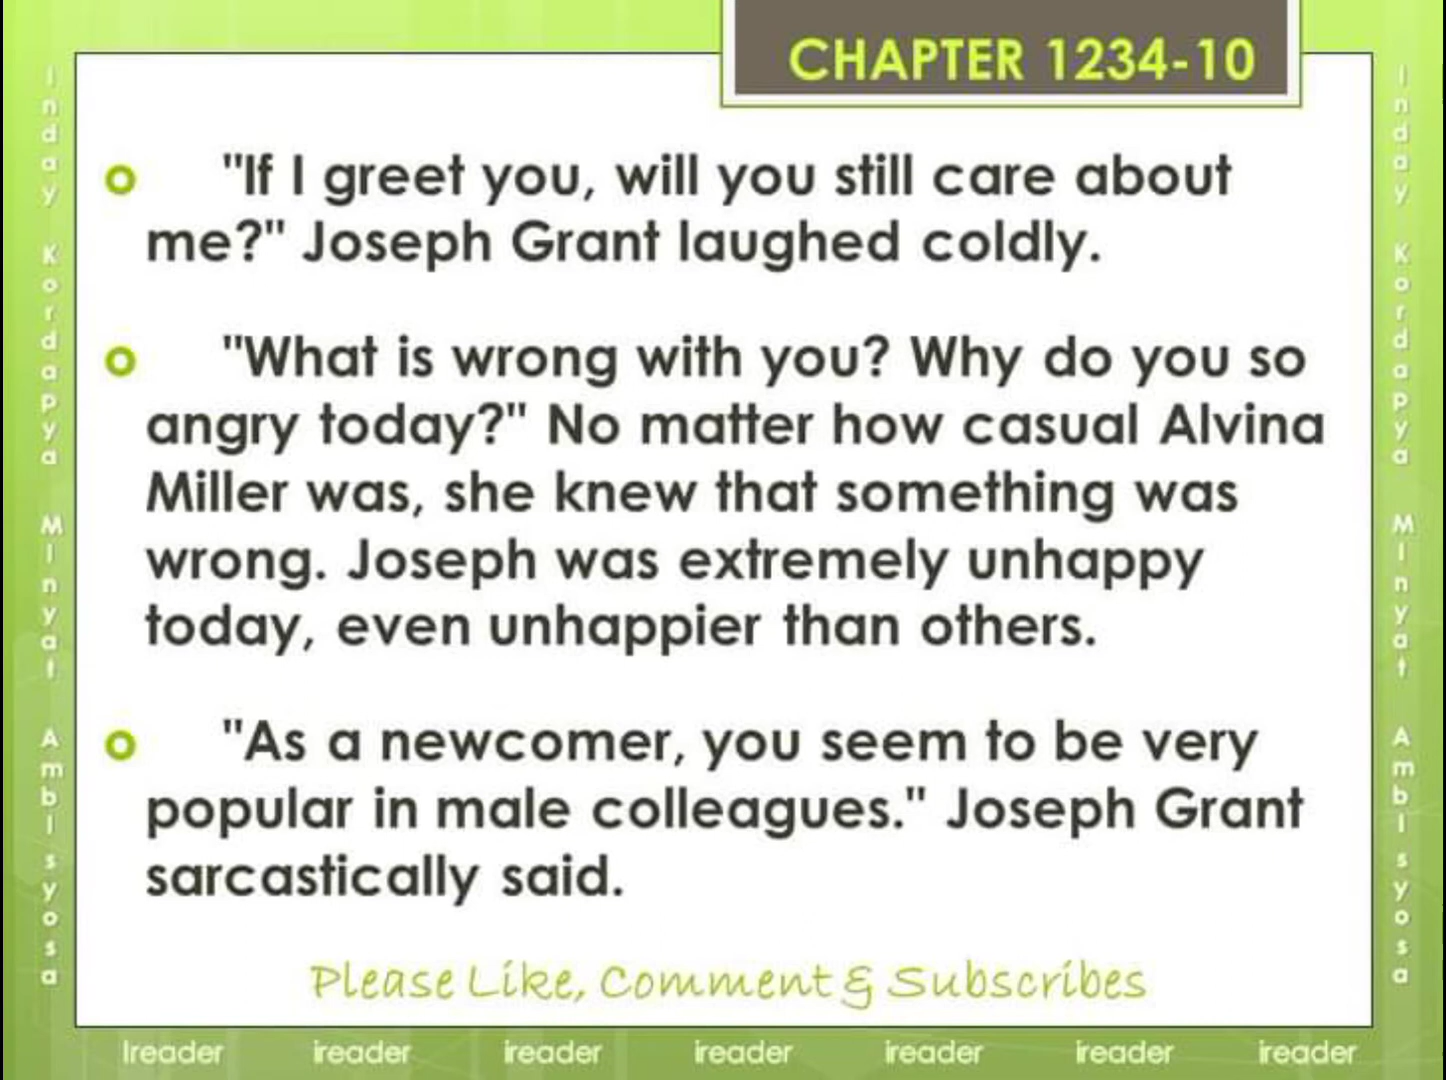 CHAPTER 1234-10
"If I greet you, will you still care about
me?" Joseph Grant laughed coldly.
"What is wrong with you? Why do you so
angry today?" No matter how casual Alvina
Miller was, she knew that something was
wrong. Joseph was extremely unhappy
today, even unhappier than others.
"As a newcomer, you seem to be very
popular in male colleagues." Joseph Grant
sarcastically said.
Please Like, Comment & Subscribes
Inday Kordapya MInyat AmbIsyosa
Inday Kordapya MInyat AmbIsyosa
Ireader ireader ireader ireader ireader ireader ireader